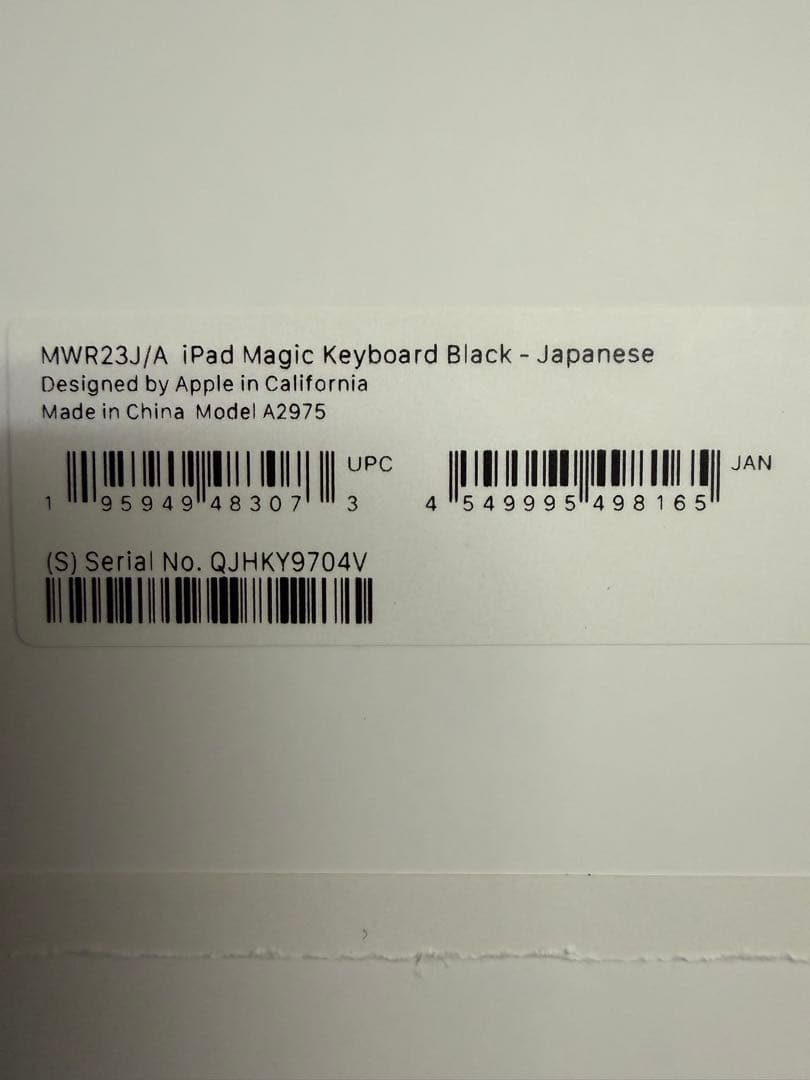 MWR23J/A iPad Magic Keyboard Black - Japanese
Designed by Apple in California
Made in China Model A2975
UPC
1 95949 48307 3
JAN
4 549995 498165
(S) Serial No. QJHKY9704V